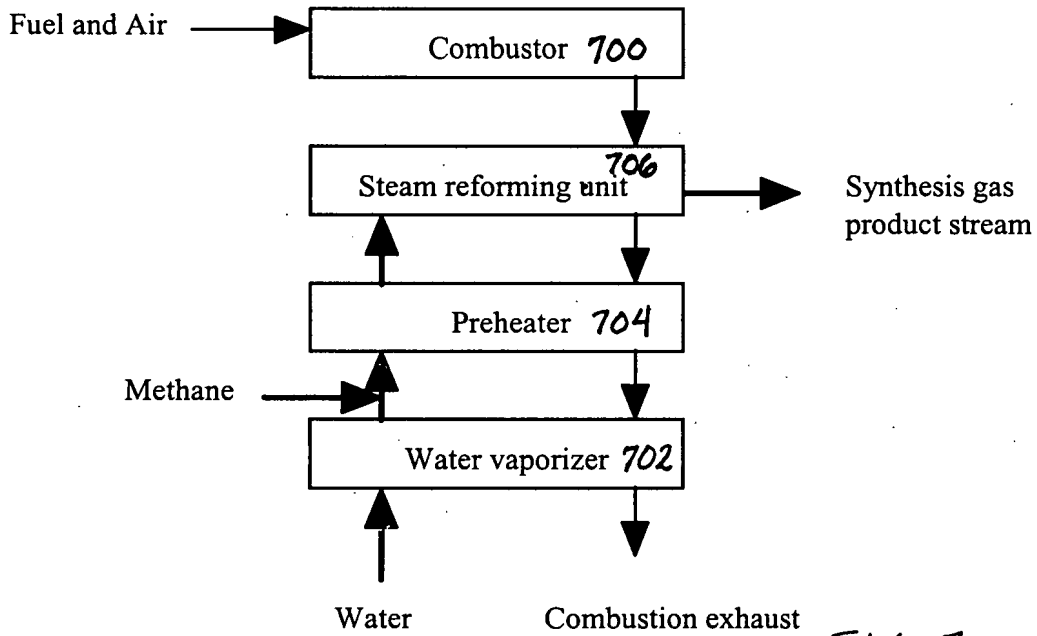 Fuel and Air
Combustor 700
706
Steam reforming unit
Synthesis gas
product stream
Preheater 704
Methane
Water vaporizer 702
Water
Combustion exhaust